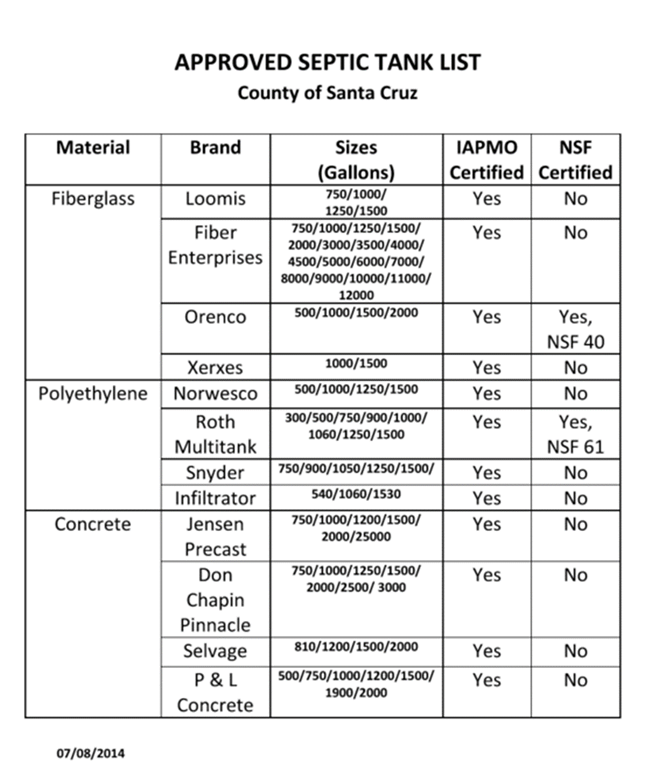 APPROVED SEPTIC TANK LIST
County of Santa Cruz
Material Brand Sizes (Gallons) IAPMO Certified NSF Certified
Fiberglass Loomis 750/1000/ 1250/1500 Yes No
Fiber Enterprises 750/1000/1250/1500/ 2000/3000/3500/4000/ 4500/5000/6000/7000/ 8000/9000/10000/11000/ 12000 Yes No
Orenco 500/1000/1500/2000 Yes Yes, NSF 40
Xerxes 1000/1500 Yes No
Polyethylene Norwesco 500/1000/1250/1500 Yes No
Roth Multitank 300/500/750/900/1000/ 1060/1250/1500 Yes Yes, NSF 61
Snyder 750/900/1050/1250/1500/ Yes No
Infiltrator 540/1060/1530 Yes No
Concrete Jensen Precast 750/1000/1200/1500/ 2000/25000 Yes No
Don Chapin Pinnacle 750/1000/1250/1500/ 2000/2500/ 3000 Yes No
Selvage 810/1200/1500/2000 Yes No
P & L Concrete 500/750/1000/1200/1500/ 1900/2000 Yes No
07/08/2014